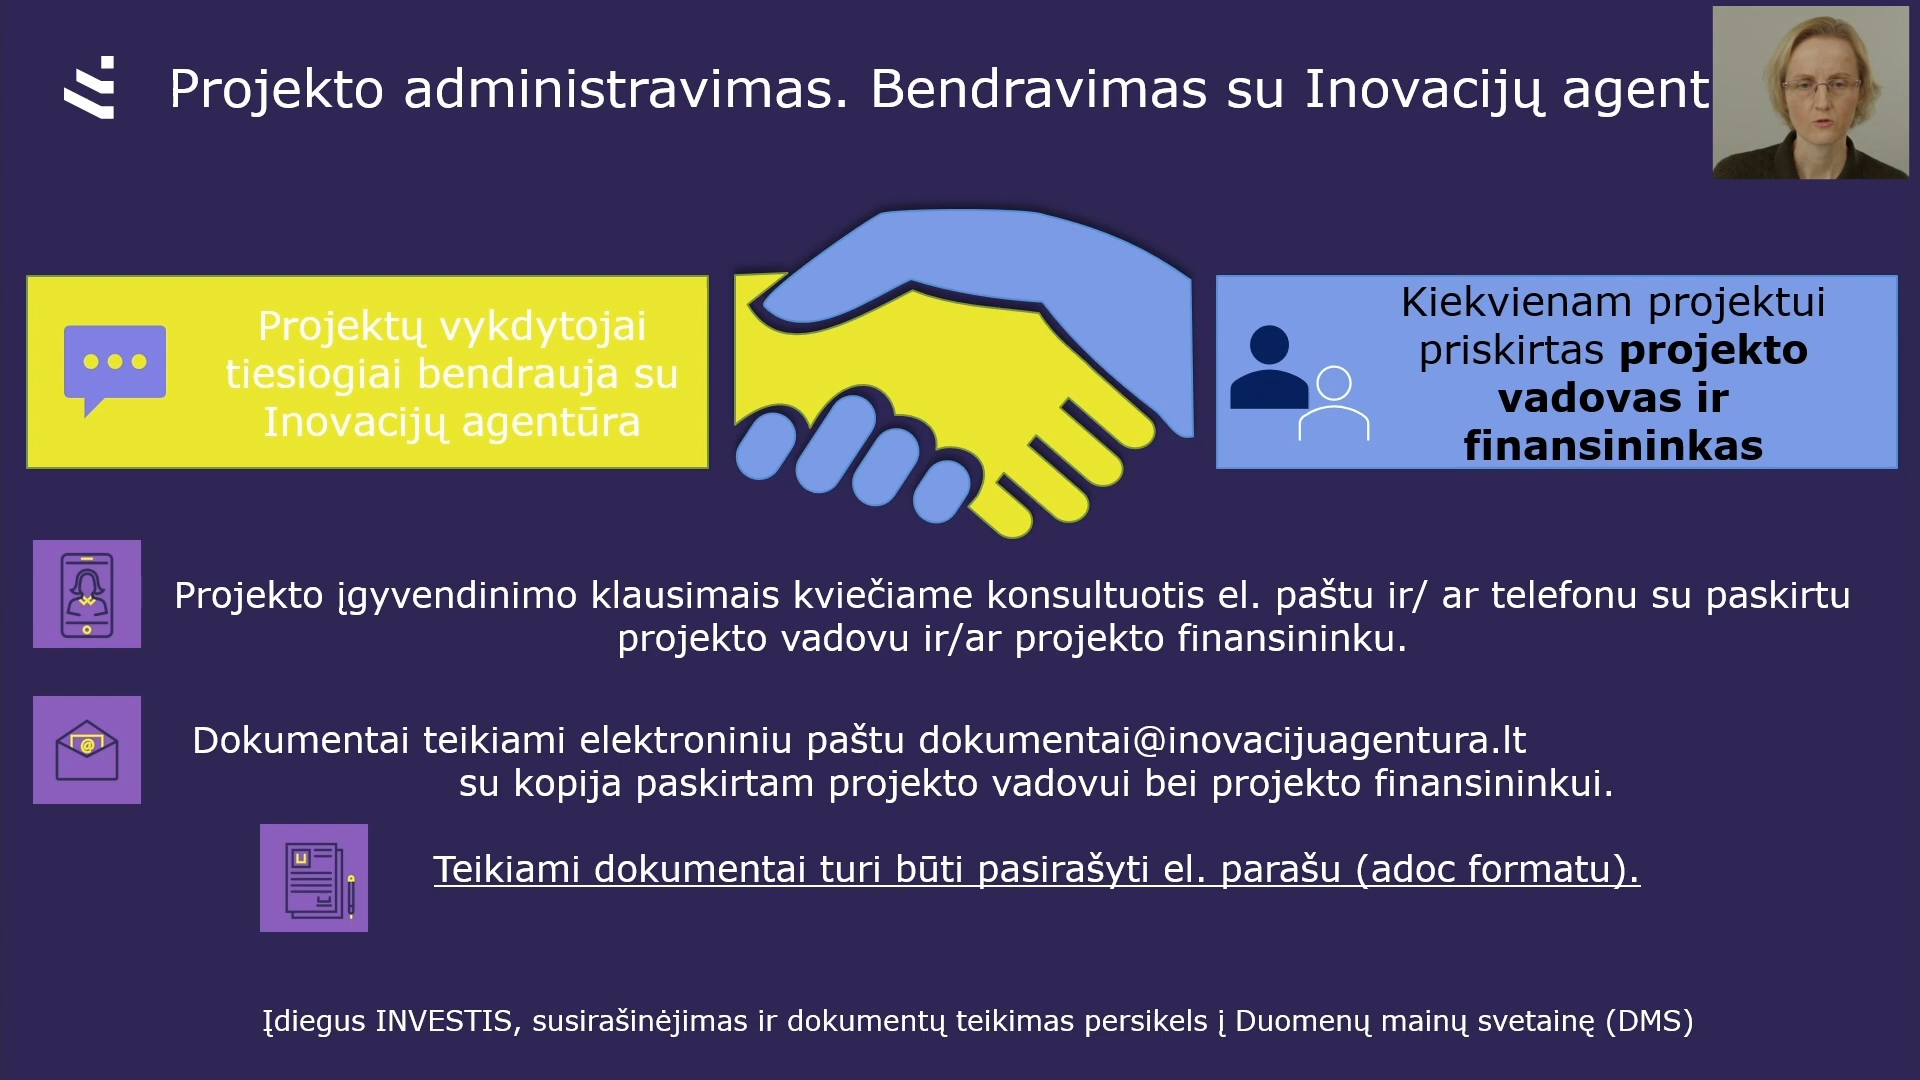 Projekto administravimas. Bendravimas su Inovacijų agent
Projektų vykdytojai
tiesiogiai bendrauja su
Inovacijų agentūra
Kiekvienam projektui
priskirtas projekto
vadovas ir
finansininkas
Projekto įgyvendinimo klausimais kviečiame konsultuotis el. paštu ir/ ar telefonu su paskirtu
projekto vadovu ir/ar projekto finansininku.
Dokumentai teikiami elektroniniu paštu dokumentai@inovacijuagentura.lt
su kopija paskirtam projekto vadovui bei projekto finansininkui.
Teikiami dokumentai turi būti pasirašyti el. parašu (adoc formatu).
Įdiegus INVESTIS, susirašinėjimas ir dokumentų teikimas persikels į Duomenų mainų svetainę (DMS)